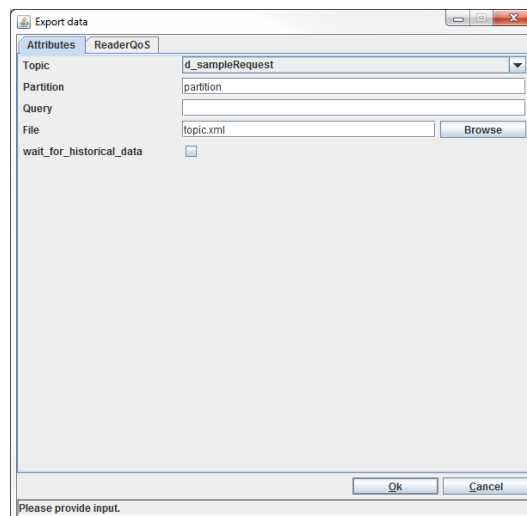 Export data
Attributes ReaderQoS
Topic d_sampleRequest
Partition partition
Query
File topic.xml Browse
wait_for_historical_data
Ok Cancel
Please provide input.